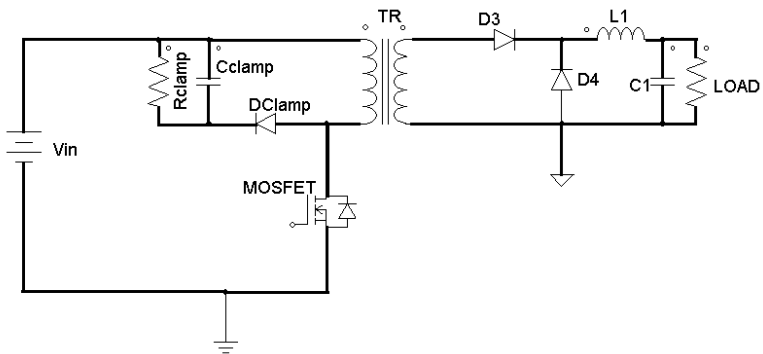 TR
D3
L1
Rclamp
Cclamp
DClamp
D4
C1
LOAD
Vin
MOSFET